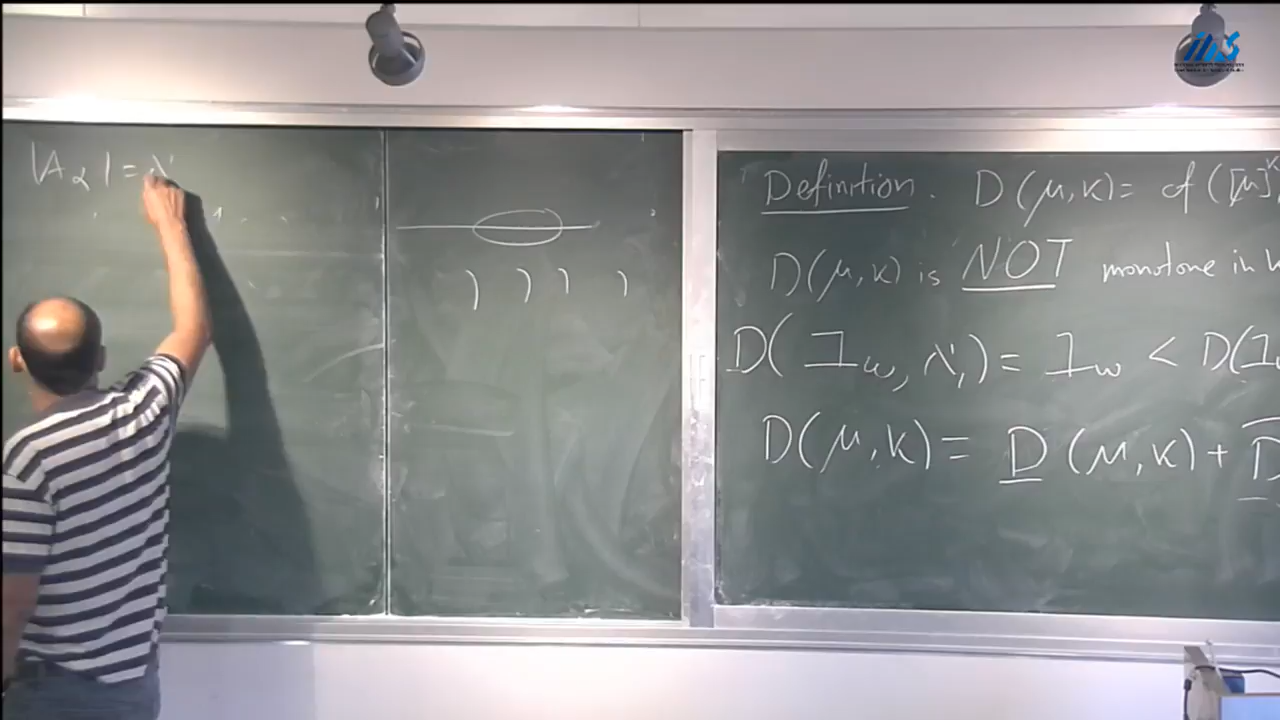 |A_α| = ℵ
Definition. D(μ,κ) = cf([μ]^κ
D(μ,κ) is NOT monotone in κ
D(ℶ_ω, ℵ_1) = ℶ_ω < D(ℶ
D(μ,κ) = D(μ,κ) + D